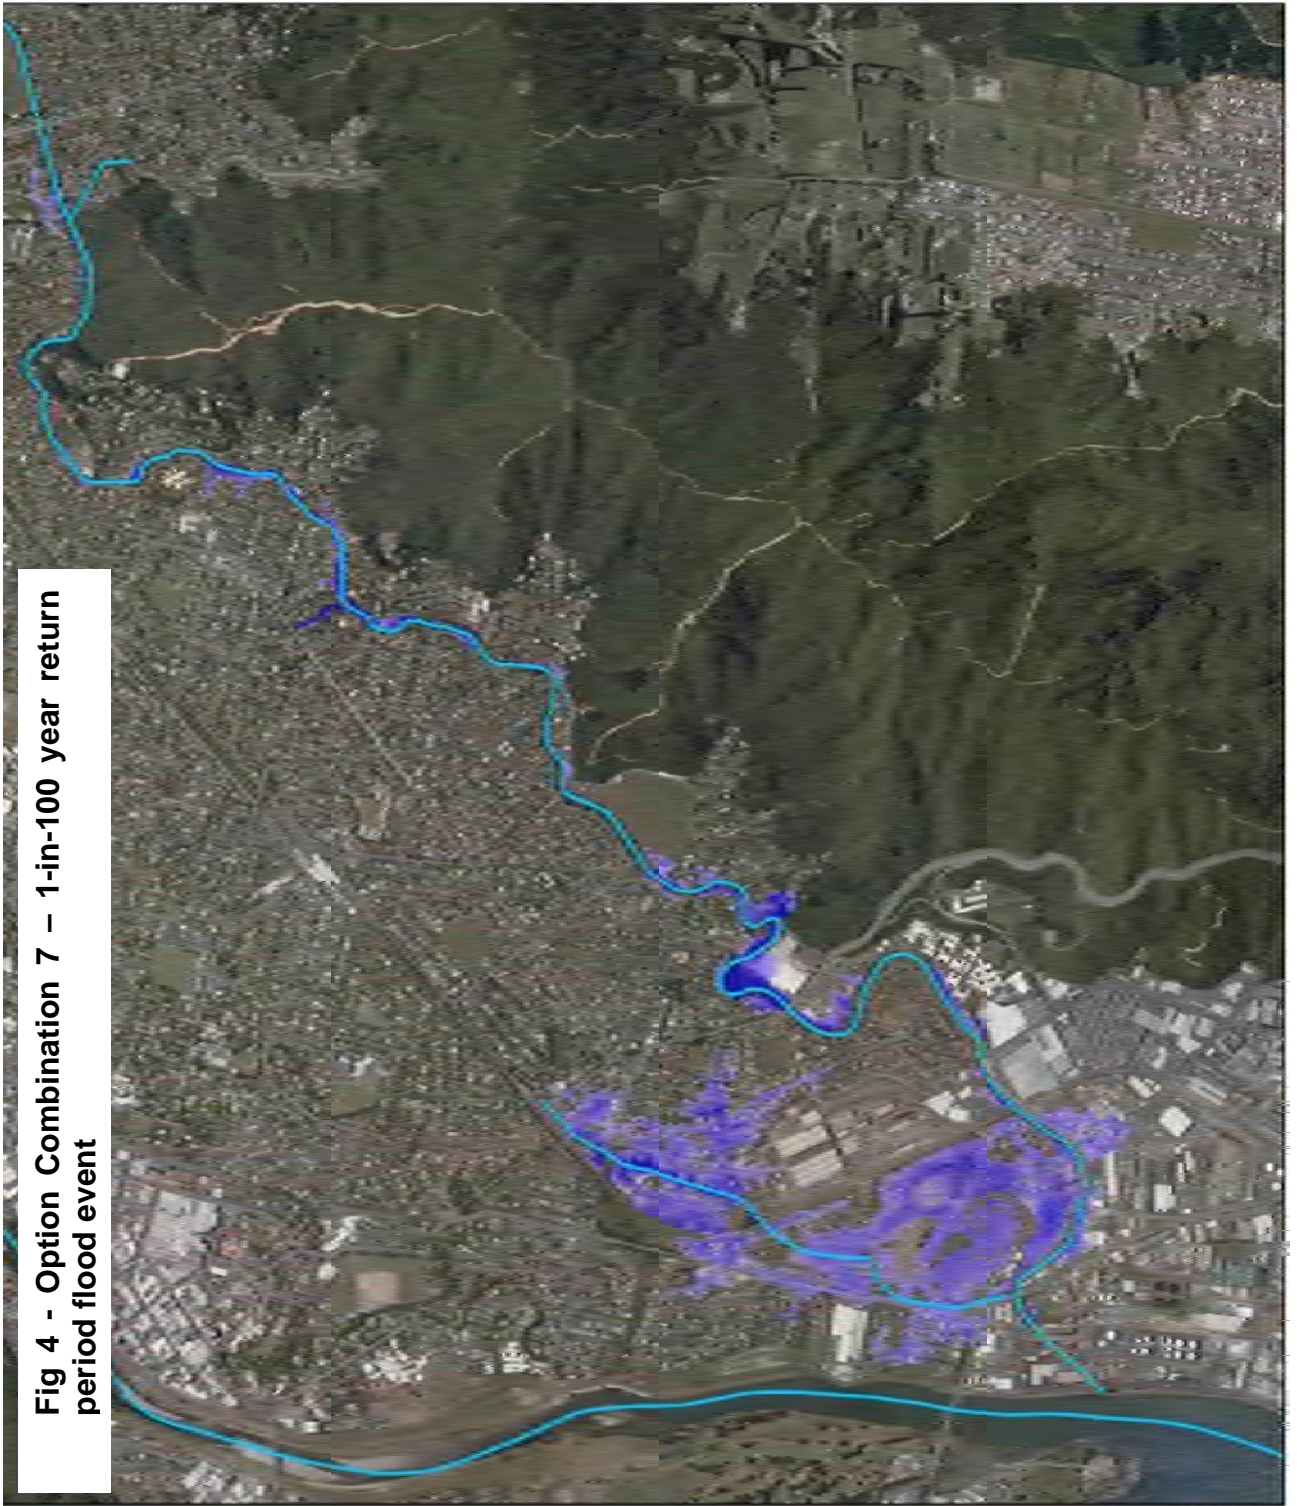 Fig 4 - Option Combination 7 – 1-in-100 year return
period flood event